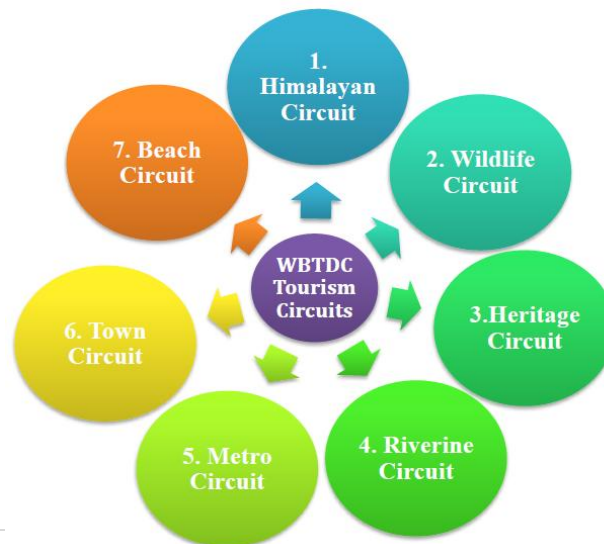 1.
Himalayan
Circuit
2. Wildlife
Circuit
3.Heritage
Circuit
4. Riverine
Circuit
5. Metro
Circuit
6. Town
Circuit
7. Beach
Circuit
WBTDC
Tourism
Circuits